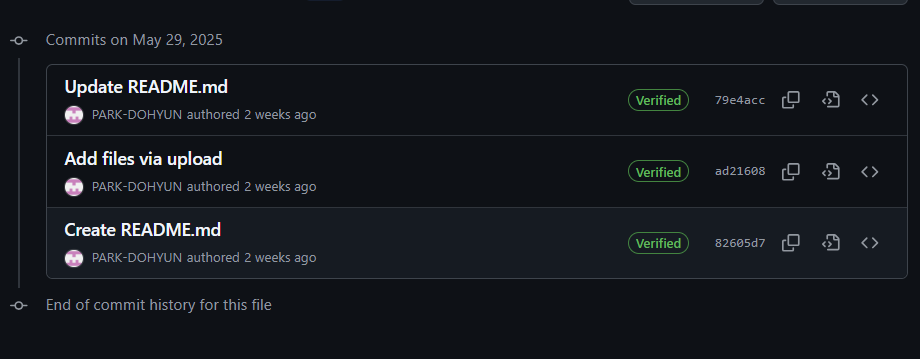 Commits on May 29, 2025
Update README.md
PARK-DOHYUN authored 2 weeks ago
Verified
79e4acc
Add files via upload
PARK-DOHYUN authored 2 weeks ago
Verified
ad21608
Create README.md
PARK-DOHYUN authored 2 weeks ago
Verified
82605d7
End of commit history for this file